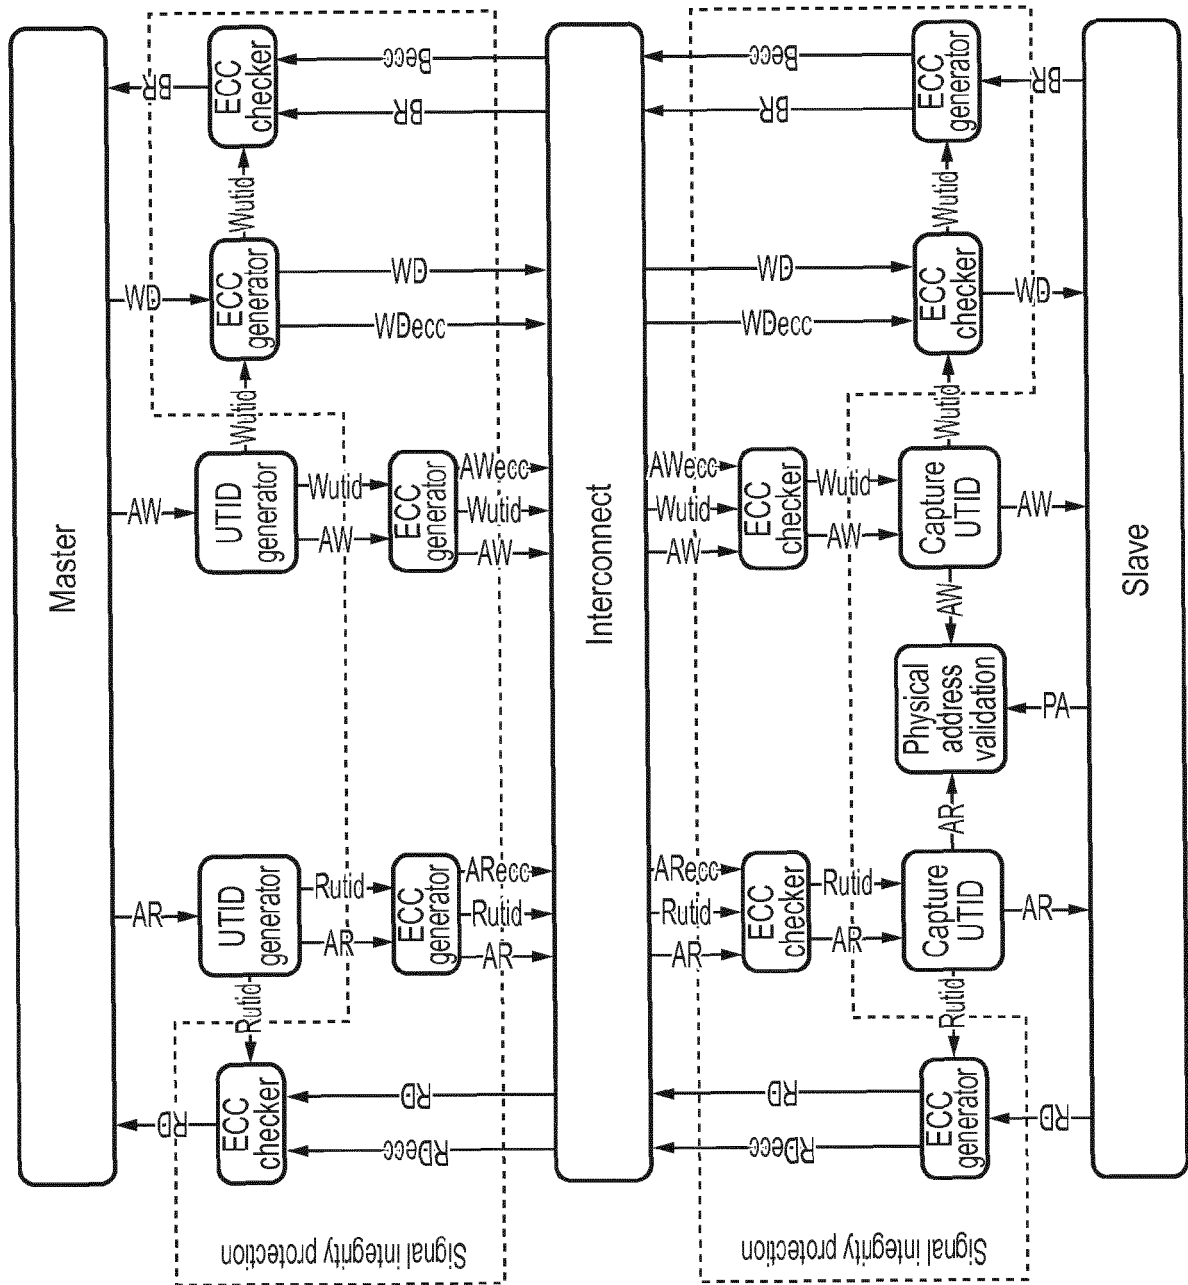 Master
BR
WD
AW
AR
RD
ECC
checker
Wutid
ECC
generator
Wutid
UTID
generator
UTID
generator
Rutid
ECC
checker
Wutid
AW
Rutid
AR
ECC
generator
ECC
generator
Becc
BR
WD
WDecc
AWecc
Wutid
AW
ARecc
Rutid
AR
RD
RDecc
Signal integrity protection
Interconnect
Becc
BR
WD
WDecc
AWecc
Wutid
AW
ARecc
Rutid
AR
RD
RDecc
ECC
checker
ECC
checker
Wutid
AW
Rutid
AR
ECC
generator
Wutid
ECC
checker
Wutid
Capture
UTID
AW
Physical
address
validation
AR
Capture
UTID
Rutid
ECC
generator
Signal integrity protection
BR
WD
AW
PA
AR
RD
Slave